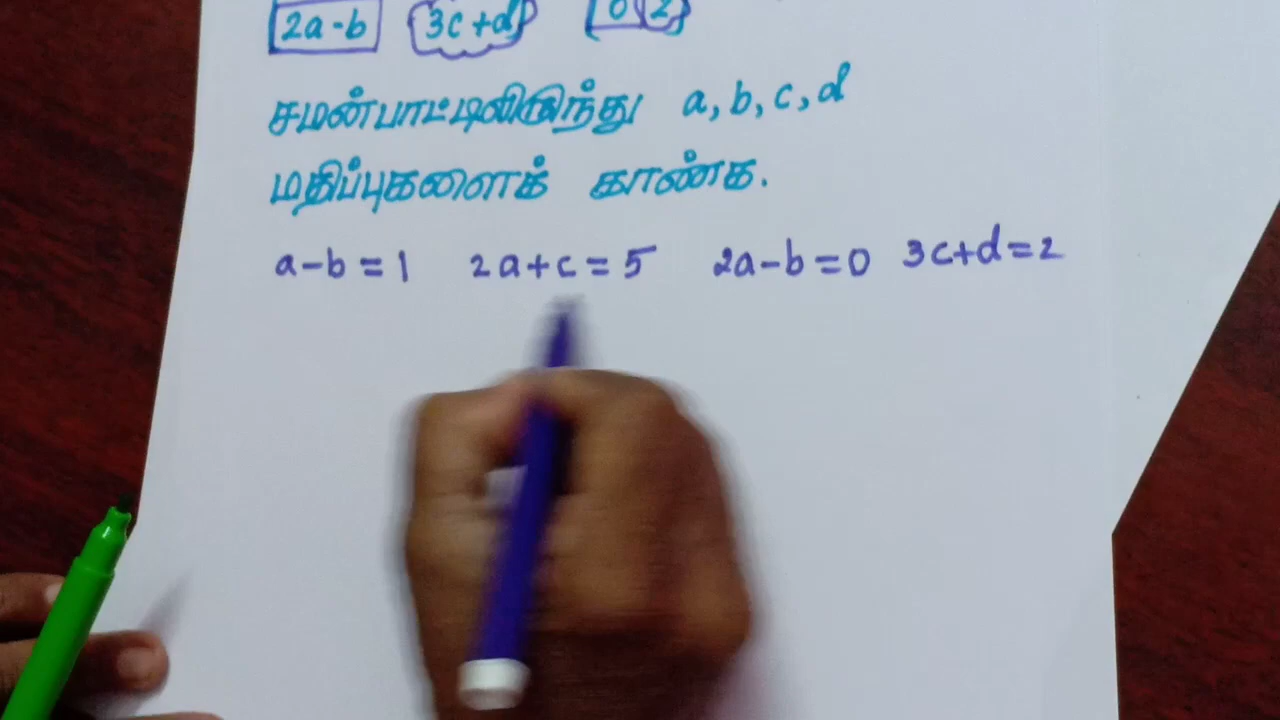 2a-b 3c+d 0 2
சமன்பாட்டிலிருந்து a, b, c, d
மதிப்புகளைக் காண்க.
a-b=1 2a+c=5 2a-b=0 3c+d=2